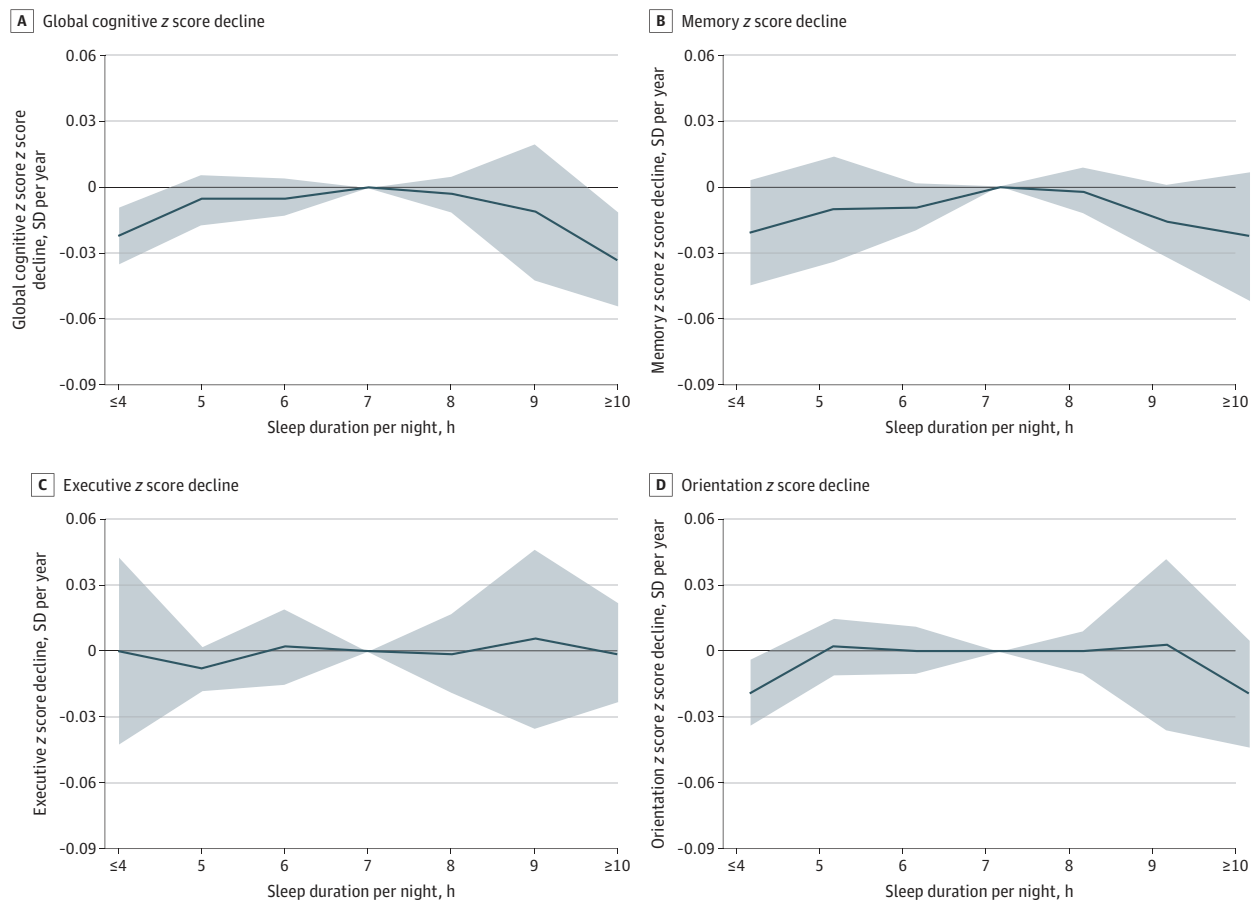 A Global cognitive z score decline
Global cognitive z score z score
decline, SD per year
0.06
0.03
0
-0.03
-0.06
-0.09
≤4 5 6 7 8 9 ≥10
Sleep duration per night, h
B Memory z score decline
Memory z score decline, SD per year
0.06
0.03
0
-0.03
-0.06
-0.09
≤4 5 6 7 8 9 ≥10
Sleep duration per night, h
C Executive z score decline
Executive z score decline, SD per year
0.06
0.03
0
-0.03
-0.06
-0.09
≤4 5 6 7 8 9 ≥10
Sleep duration per night, h
D Orientation z score decline
Orientation z score decline, SD per year
0.06
0.03
0
-0.03
-0.06
-0.09
≤4 5 6 7 8 9 ≥10
Sleep duration per night, h